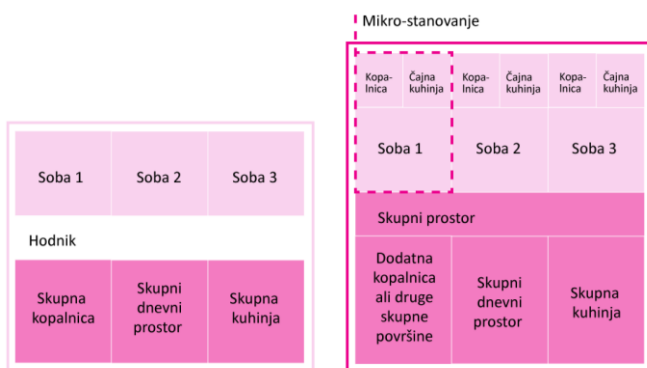 Mikro-stanovanje
Soba 1
Soba 2
Soba 3
Hodnik
Skupna
kopalnica
Skupni
dnevni
prostor
Skupna
kuhinja
Kopa-
lnica
Čajna
kuhinja
Kopa-
lnica
Čajna
kuhinja
Kopa-
lnica
Čajna
kuhinja
Soba 1
Soba 2
Soba 3
Skupni prostor
Dodatna
kopalnica
ali druge
skupne
površine
Skupni
dnevni
prostor
Skupna
kuhinja